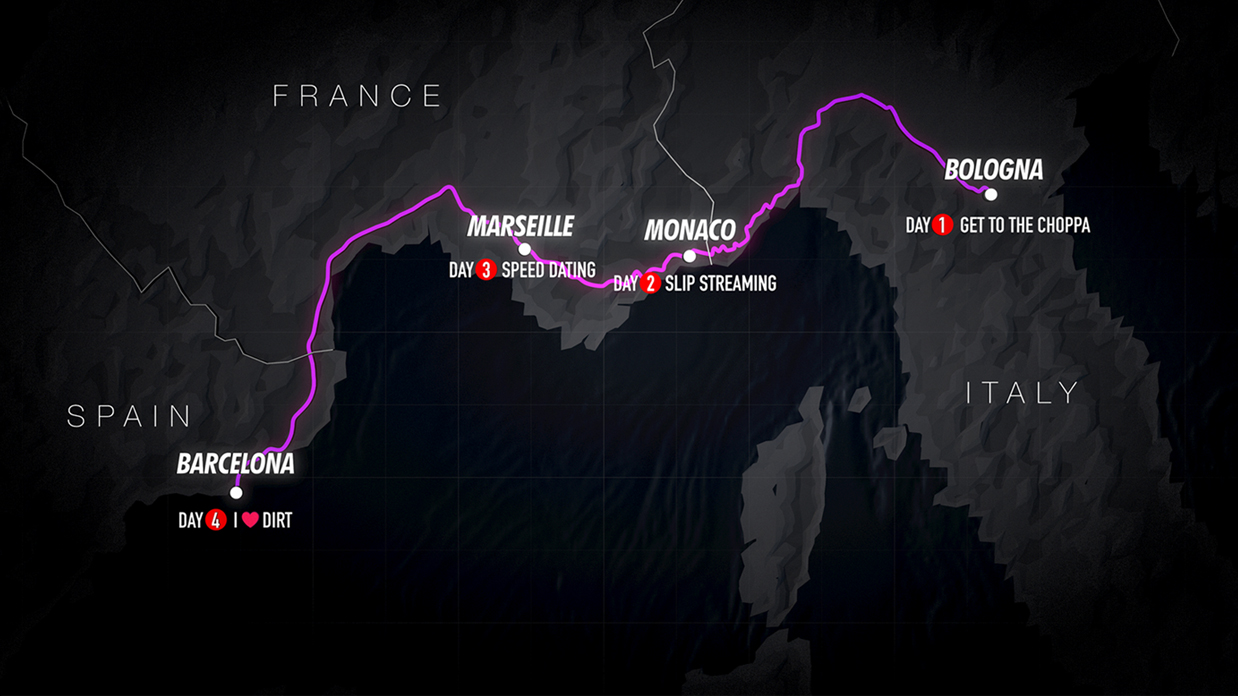 FRANCE
BOLOGNA
DAY 1 GET TO THE CHOPPA
MARSEILLE
MONACO
DAY 3 SPEED DATING
DAY 2 SLIP STREAMING
ITALY
SPAIN
BARCELONA
DAY 4 I ❤ DIRT